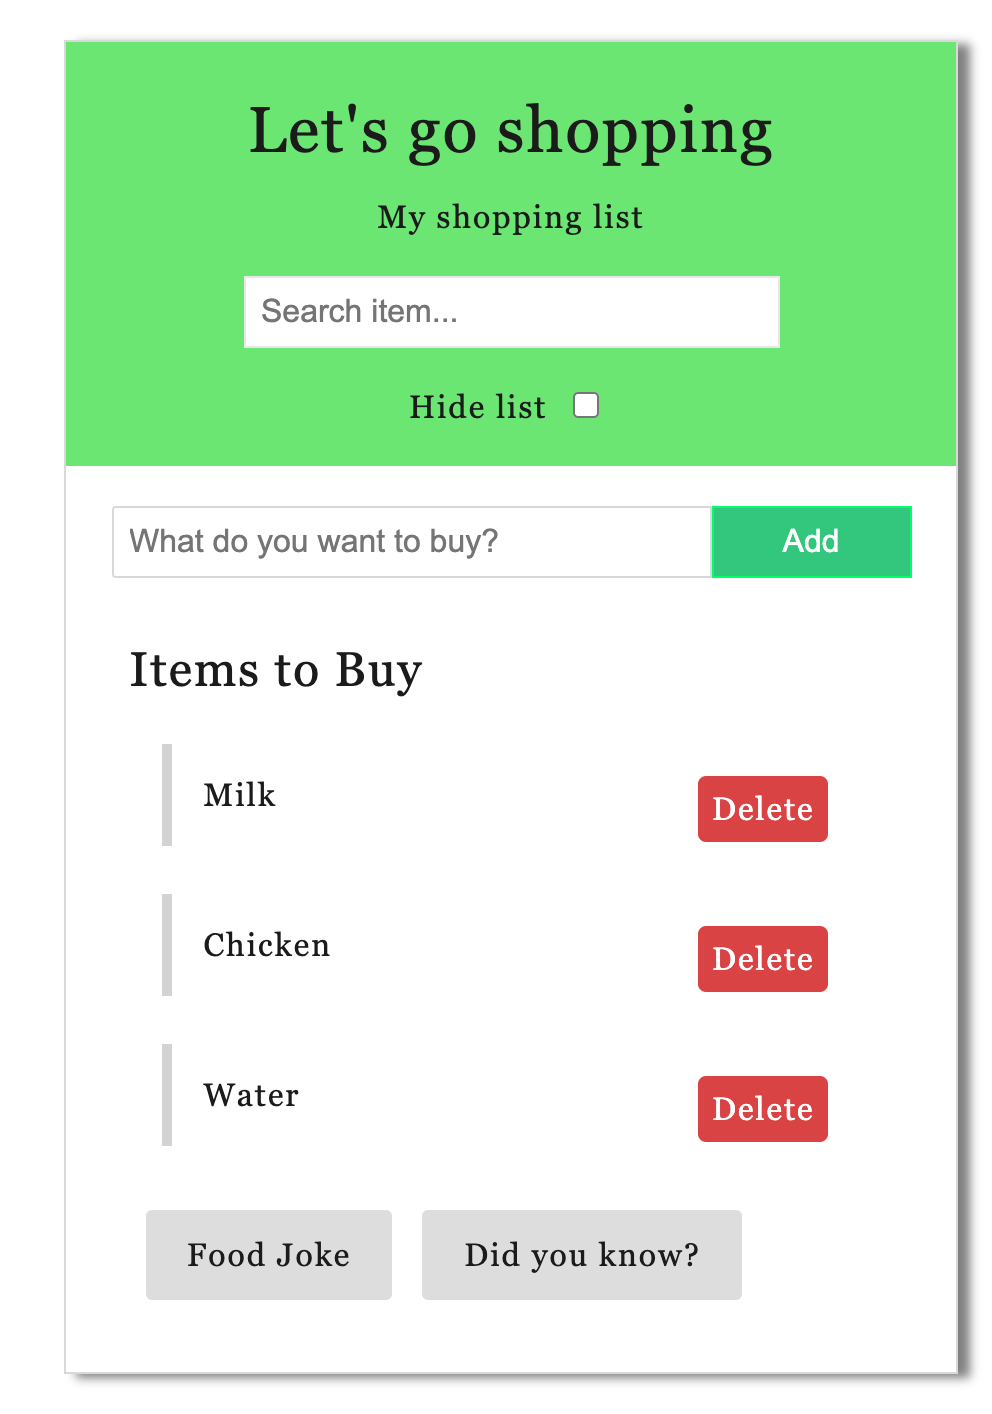 Let's go shopping
My shopping list
Search item...
Hide list
What do you want to buy? Add
Items to Buy
Milk Delete
Chicken Delete
Water Delete
Food Joke Did you know?